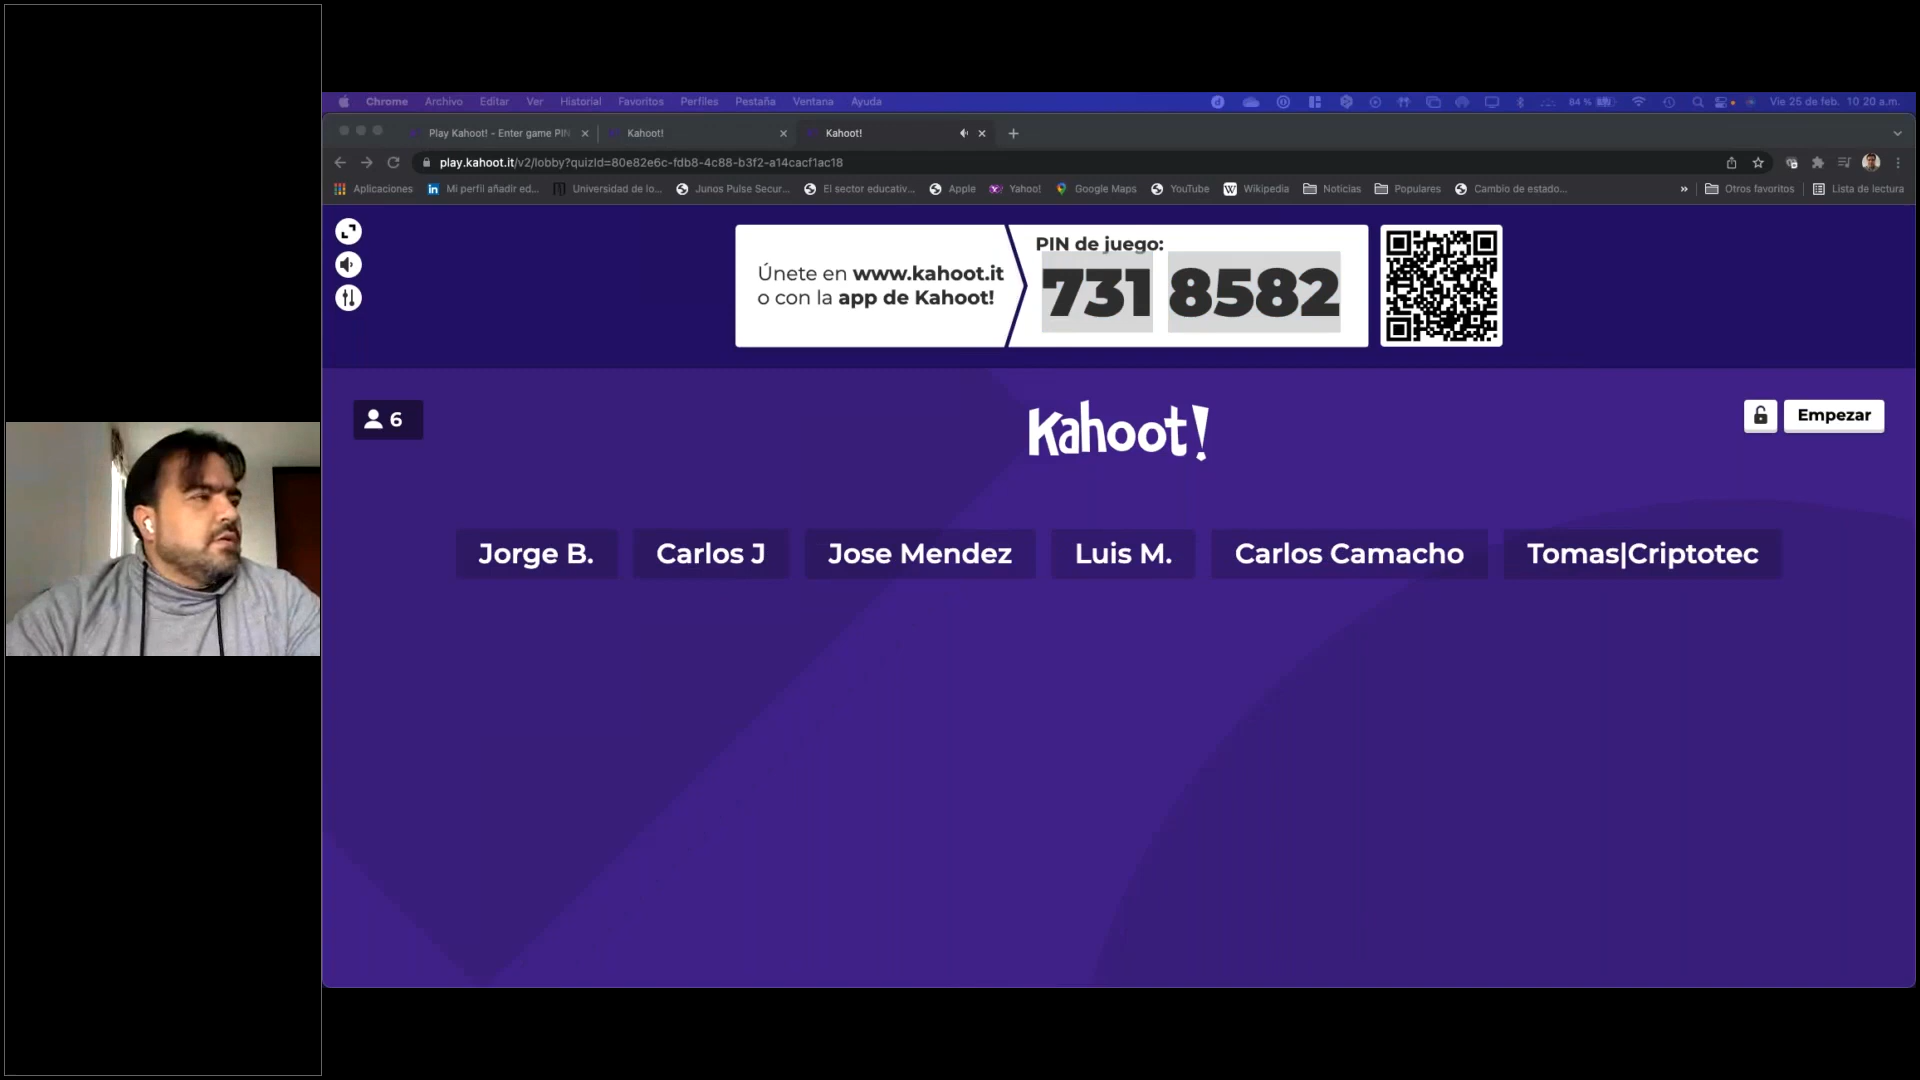 Chrome Archivo Editar Ver Historial Favoritos Perfiles Pestaña Ventana Ayuda 84 % Vie 25 de feb. 10 20 a.m.
Play Kahoot! - Enter game PIN Kahoot! Kahoot!
play.kahoot.it/v2/lobby?quizId=80e82e6c-fdb8-4c88-b3f2-a14cacf1ac18
Aplicaciones Mi perfil añadir ed... Universidad de lo... Junos Pulse Secur... El sector educativ... Apple Yahoo! Google Maps YouTube Wikipedia Noticias Populares Cambio de estado... » Otros favoritos Lista de lectura
Únete en www.kahoot.it
o con la app de Kahoot!
PIN de juego:
731 8582
6
Kahoot!
Empezar
Jorge B. Carlos J Jose Mendez Luis M. Carlos Camacho Tomas|Criptotec